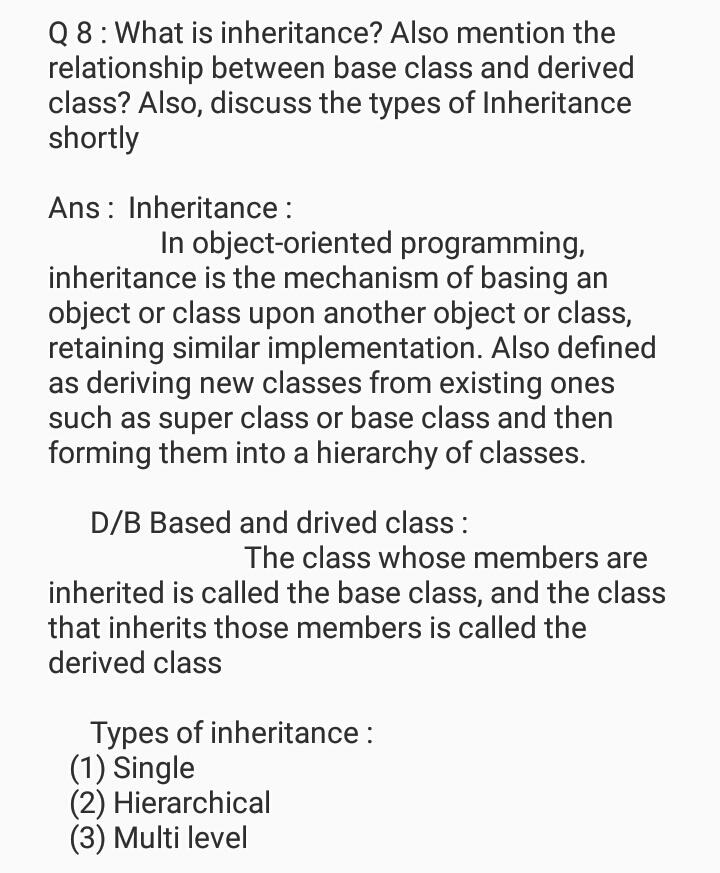 Q 8 : What is inheritance? Also mention the
relationship between base class and derived
class? Also, discuss the types of Inheritance
shortly
Ans :  Inheritance :
In object-oriented programming,
inheritance is the mechanism of basing an
object or class upon another object or class,
retaining similar implementation. Also defined
as deriving new classes from existing ones
such as super class or base class and then
forming them into a hierarchy of classes.
D/B Based and drived class :
The class whose members are
inherited is called the base class, and the class
that inherits those members is called the
derived class
Types of inheritance :
(1) Single
(2) Hierarchical
(3) Multi level